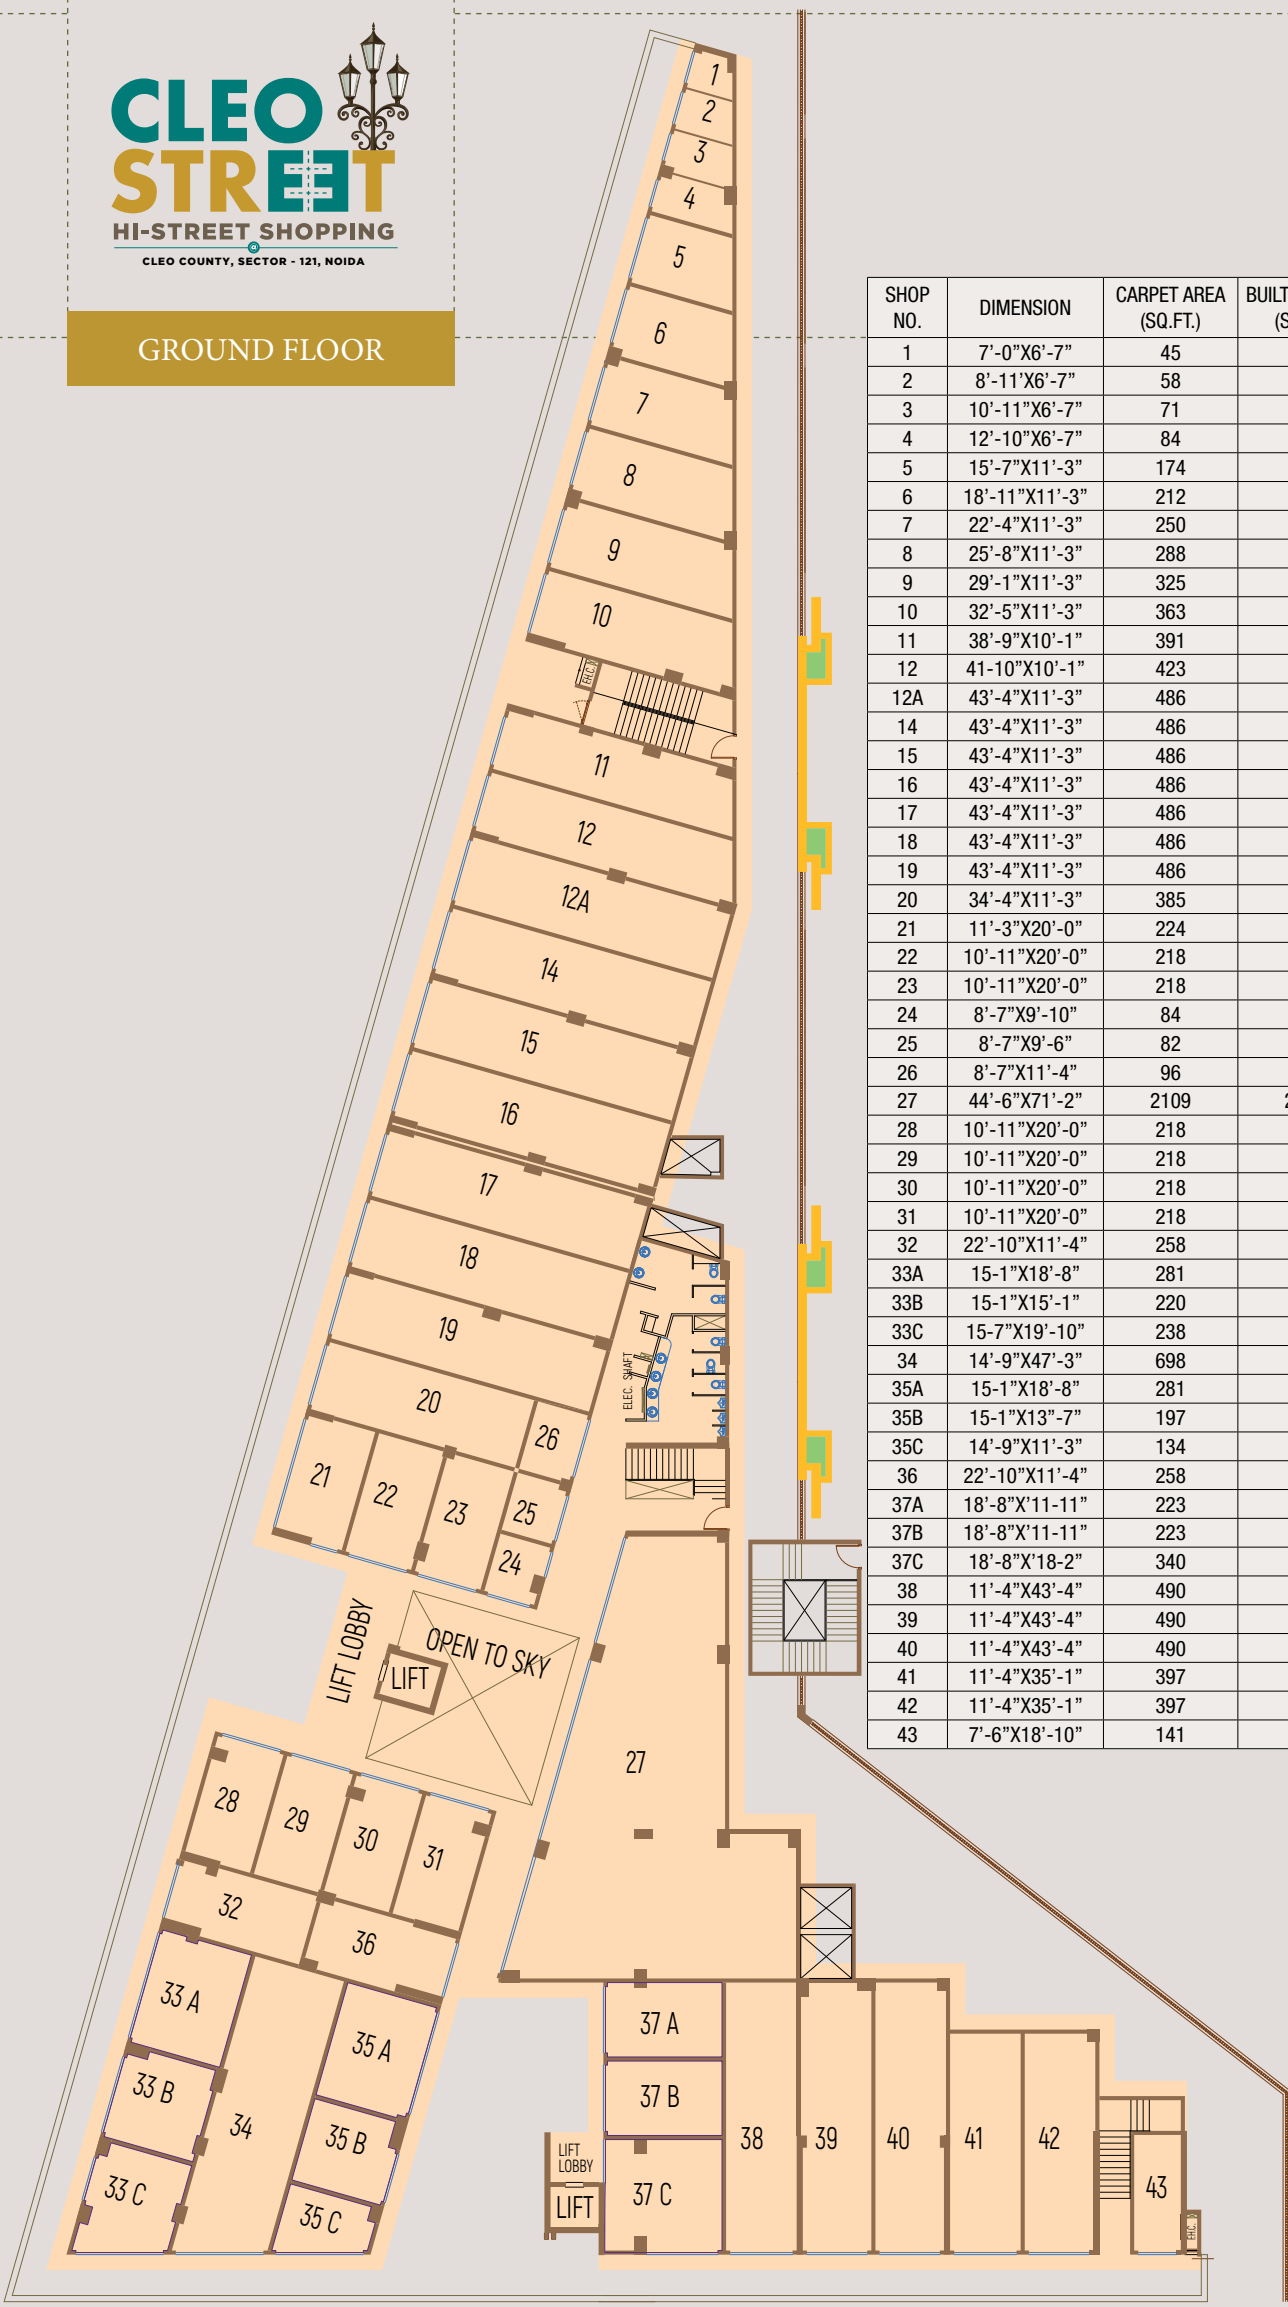 CLEO
STREET
HI-STREET SHOPPING
@
CLEO COUNTY, SECTOR - 121, NOIDA
GROUND FLOOR
SHOP NO. DIMENSION CARPET AREA (SQ.FT.) BUILT (S
1 7’-0”X6’-7” 45
2 8’-11’X6’-7” 58
3 10’-11”X6’-7” 71
4 12’-10”X6’-7” 84
5 15’-7”X11’-3” 174
6 18’-11”X11’-3” 212
7 22’-4”X11’-3” 250
8 25’-8”X11’-3” 288
9 29’-1”X11’-3” 325
10 32’-5”X11’-3” 363
11 38’-9”X10’-1” 391
12 41-10”X10’-1” 423
12A 43’-4”X11’-3” 486
14 43’-4”X11’-3” 486
15 43’-4”X11’-3” 486
16 43’-4”X11’-3” 486
17 43’-4”X11’-3” 486
18 43’-4”X11’-3” 486
19 43’-4”X11’-3” 486
20 34’-4”X11’-3” 385
21 11’-3”X20’-0” 224
22 10’-11”X20’-0” 218
23 10’-11”X20’-0” 218
24 8’-7”X9’-10” 84
25 8’-7”X9’-6” 82
26 8’-7”X11’-4” 96
27 44’-6”X71’-2” 2109 2
28 10’-11”X20’-0” 218
29 10’-11”X20’-0” 218
30 10’-11”X20’-0” 218
31 10’-11”X20’-0” 218
32 22’-10”X11’-4” 258
33A 15-1”X18’-8” 281
33B 15-1”X15’-1” 220
33C 15-7”X19’-10” 238
34 14’-9”X47’-3” 698
35A 15-1”X18’-8” 281
35B 15-1”X13”-7” 197
35C 14’-9”X11’-3” 134
36 22’-10”X11’-4” 258
37A 18’-8”X’11-11” 223
37B 18’-8”X’11-11” 223
37C 18’-8”X’18-2” 340
38 11’-4”X43’-4” 490
39 11’-4”X43’-4” 490
40 11’-4”X43’-4” 490
41 11’-4”X35’-1” 397
42 11’-4”X35’-1” 397
43 7’-6”X18’-10” 141
1
2
3
4
5
6
7
8
9
10
EH.C.
11
12
12A
14
15
16
17
18
19
ELEC. SHAFT
20
26
21
22
23
25
24
LIFT LOBBY
OPEN TO SKY
LIFT
27
28
29
30
31
32
36
33 A
35 A
33 B
34
35 B
33 C
35 C
37 A
37 B
37 C
LIFT
LOBBY
LIFT
38
39
40
41
42
43
EH.C.